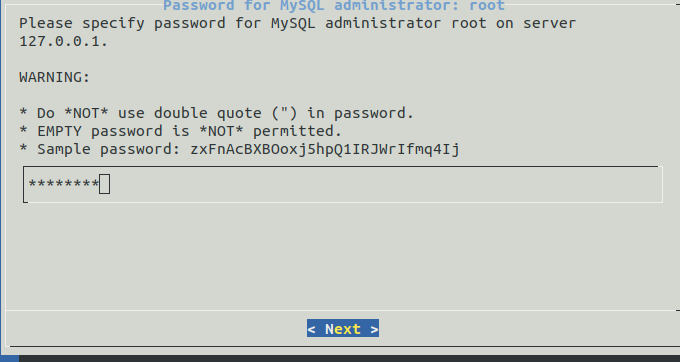 Password for MySQL administrator: root
Please specify password for MySQL administrator root on server
127.0.0.1.
WARNING:
* Do *NOT* use double quote (") in password.
* EMPTY password is *NOT* permitted.
* Sample password: zxFnAcBXBOoxj5hpQ1IRJWrIfmq4Ij
********
< Next >